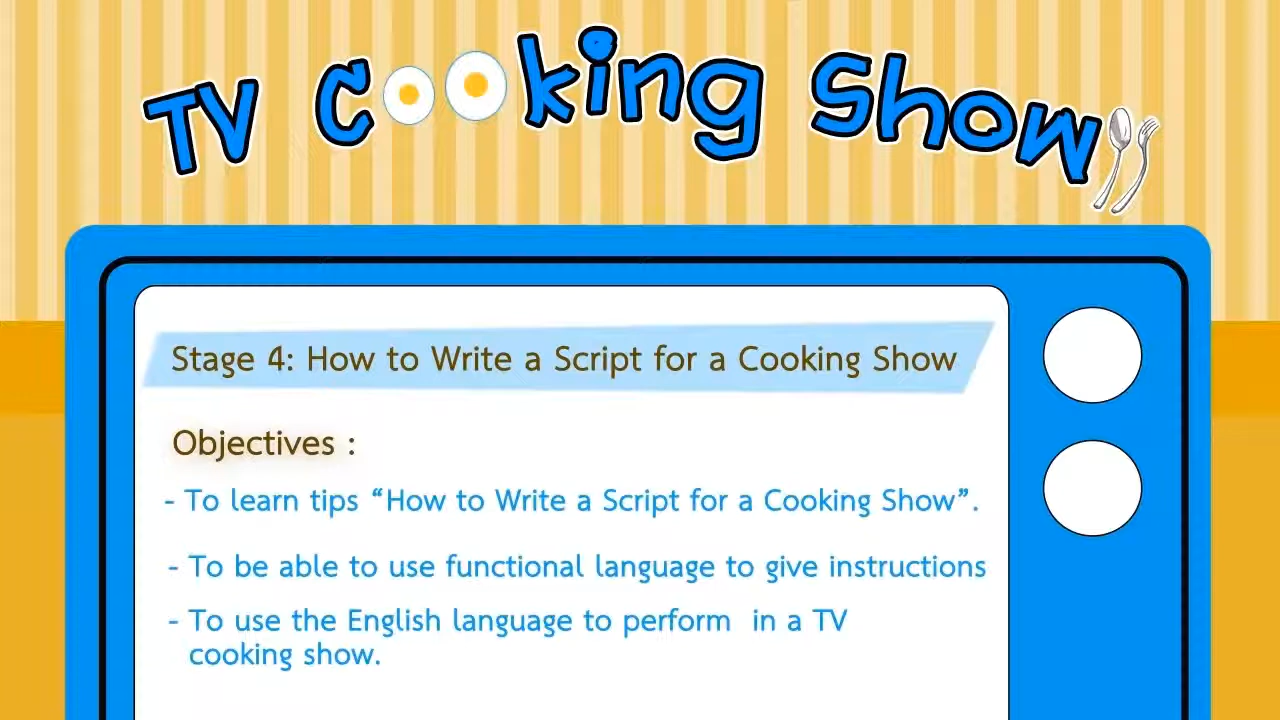 TV Cooking Show
Stage 4: How to Write a Script for a Cooking Show
Objectives :
- To learn tips “How to Write a Script for a Cooking Show”.
- To be able to use functional language to give instructions
- To use the English language to perform in a TV
cooking show.